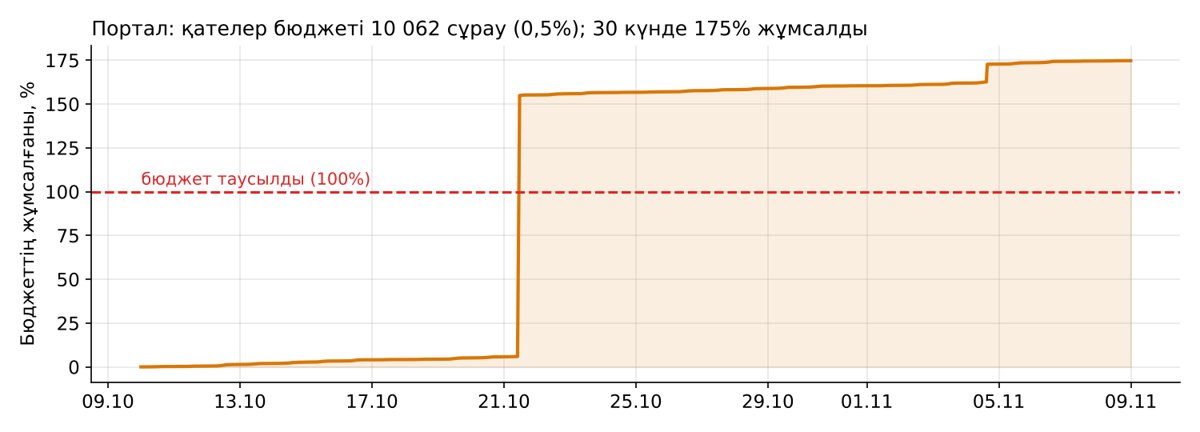 Портал: қателер бюджеті 10 062 сұрау (0,5%); 30 күнде 175% жұмсалды
Бюджеттің жұмсалғаны, %
175
150
125
100
75
50
25
0
бюджет таусылды (100%)
09.10 13.10 17.10 21.10 25.10 29.10 01.11 05.11 09.11